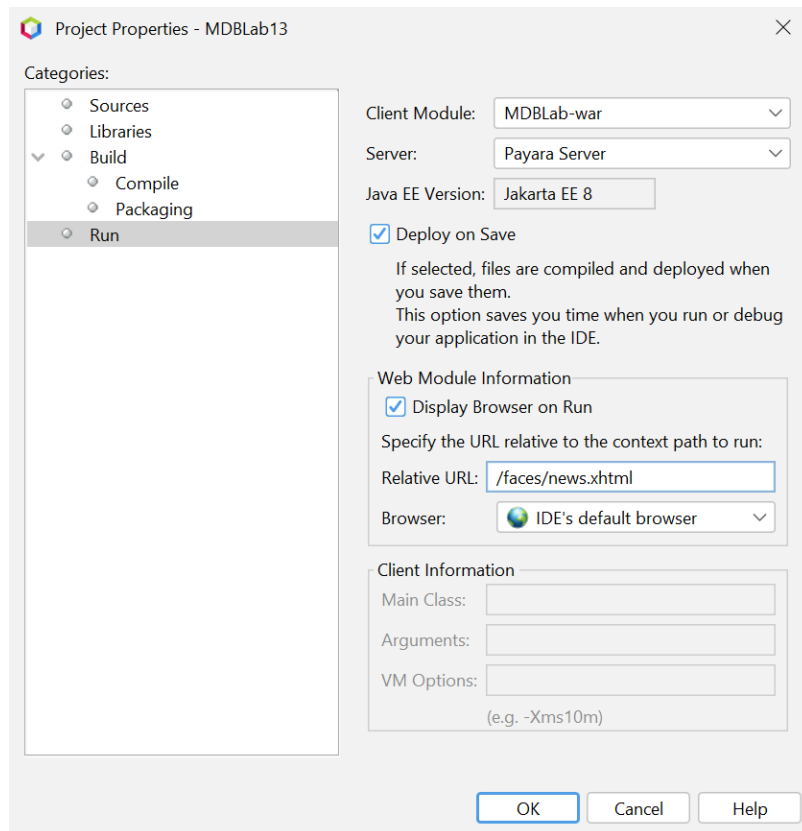 Project Properties - MDBLab13
Categories:
Sources
Libraries
Build
Compile
Packaging
Run
Client Module: MDBLab-war
Server: Payara Server
Java EE Version: Jakarta EE 8
Deploy on Save
If selected, files are compiled and deployed when
you save them.
This option saves you time when you run or debug
your application in the IDE.
Web Module Information
Display Browser on Run
Specify the URL relative to the context path to run:
Relative URL: /faces/news.xhtml
Browser: IDE's default browser
Client Information
Main Class:
Arguments:
VM Options:
(e.g. -Xms10m)
OK Cancel Help